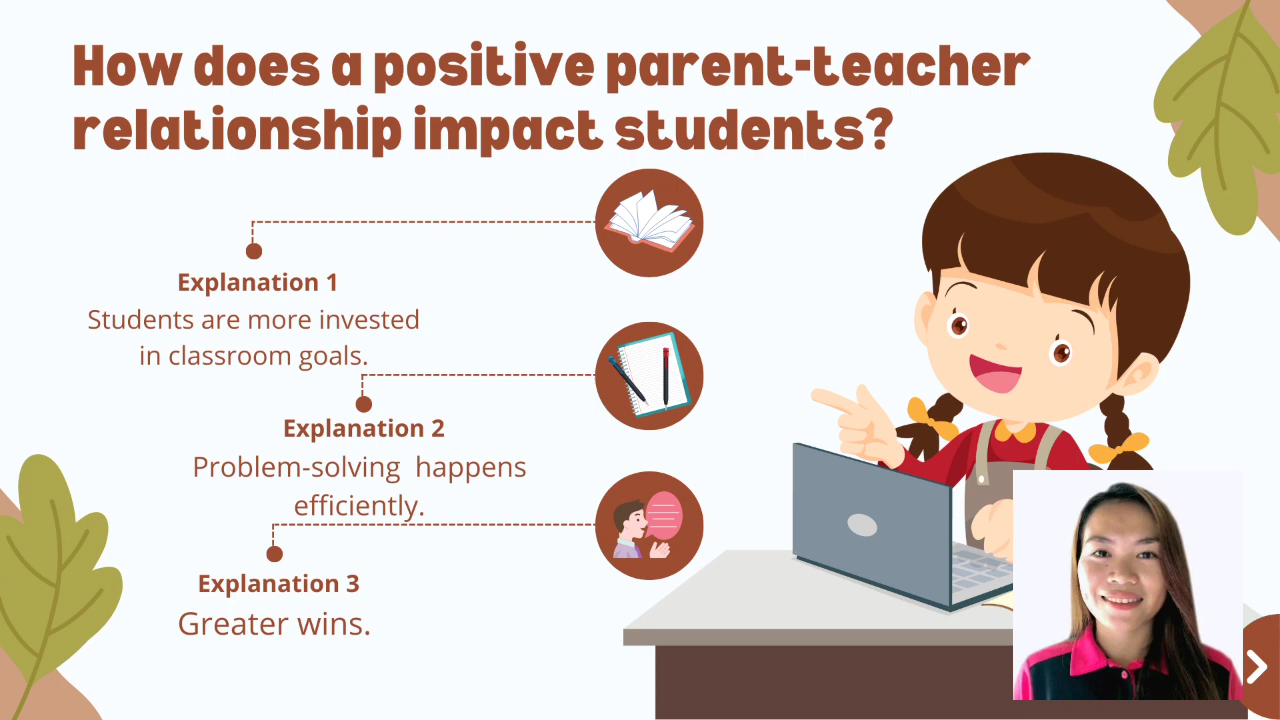 How does a positive parent-teacher
relationship impact students?
Explanation 1
Students are more invested
in classroom goals.
Explanation 2
Problem-solving  happens
efficiently.
Explanation 3
Greater wins.